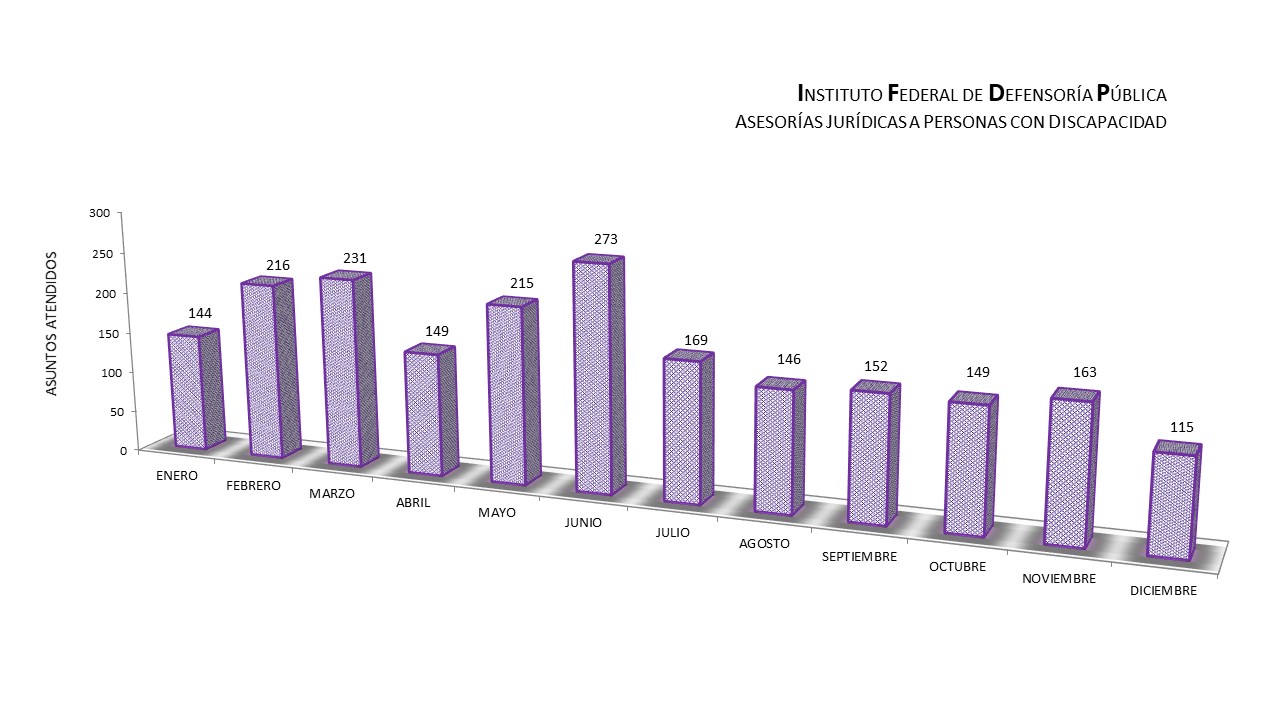 INSTITUTO FEDERAL DE DEFENSORÍA PÚBLICA
ASESORÍAS JURÍDICAS A PERSONAS CON DISCAPACIDAD
ASUNTOS ATENDIDOS
300
250
200
150
100
50
0
144
216
231
149
215
273
169
146
152
149
163
115
ENERO
FEBRERO
MARZO
ABRIL
MAYO
JUNIO
JULIO
AGOSTO
SEPTIEMBRE
OCTUBRE
NOVIEMBRE
DICIEMBRE